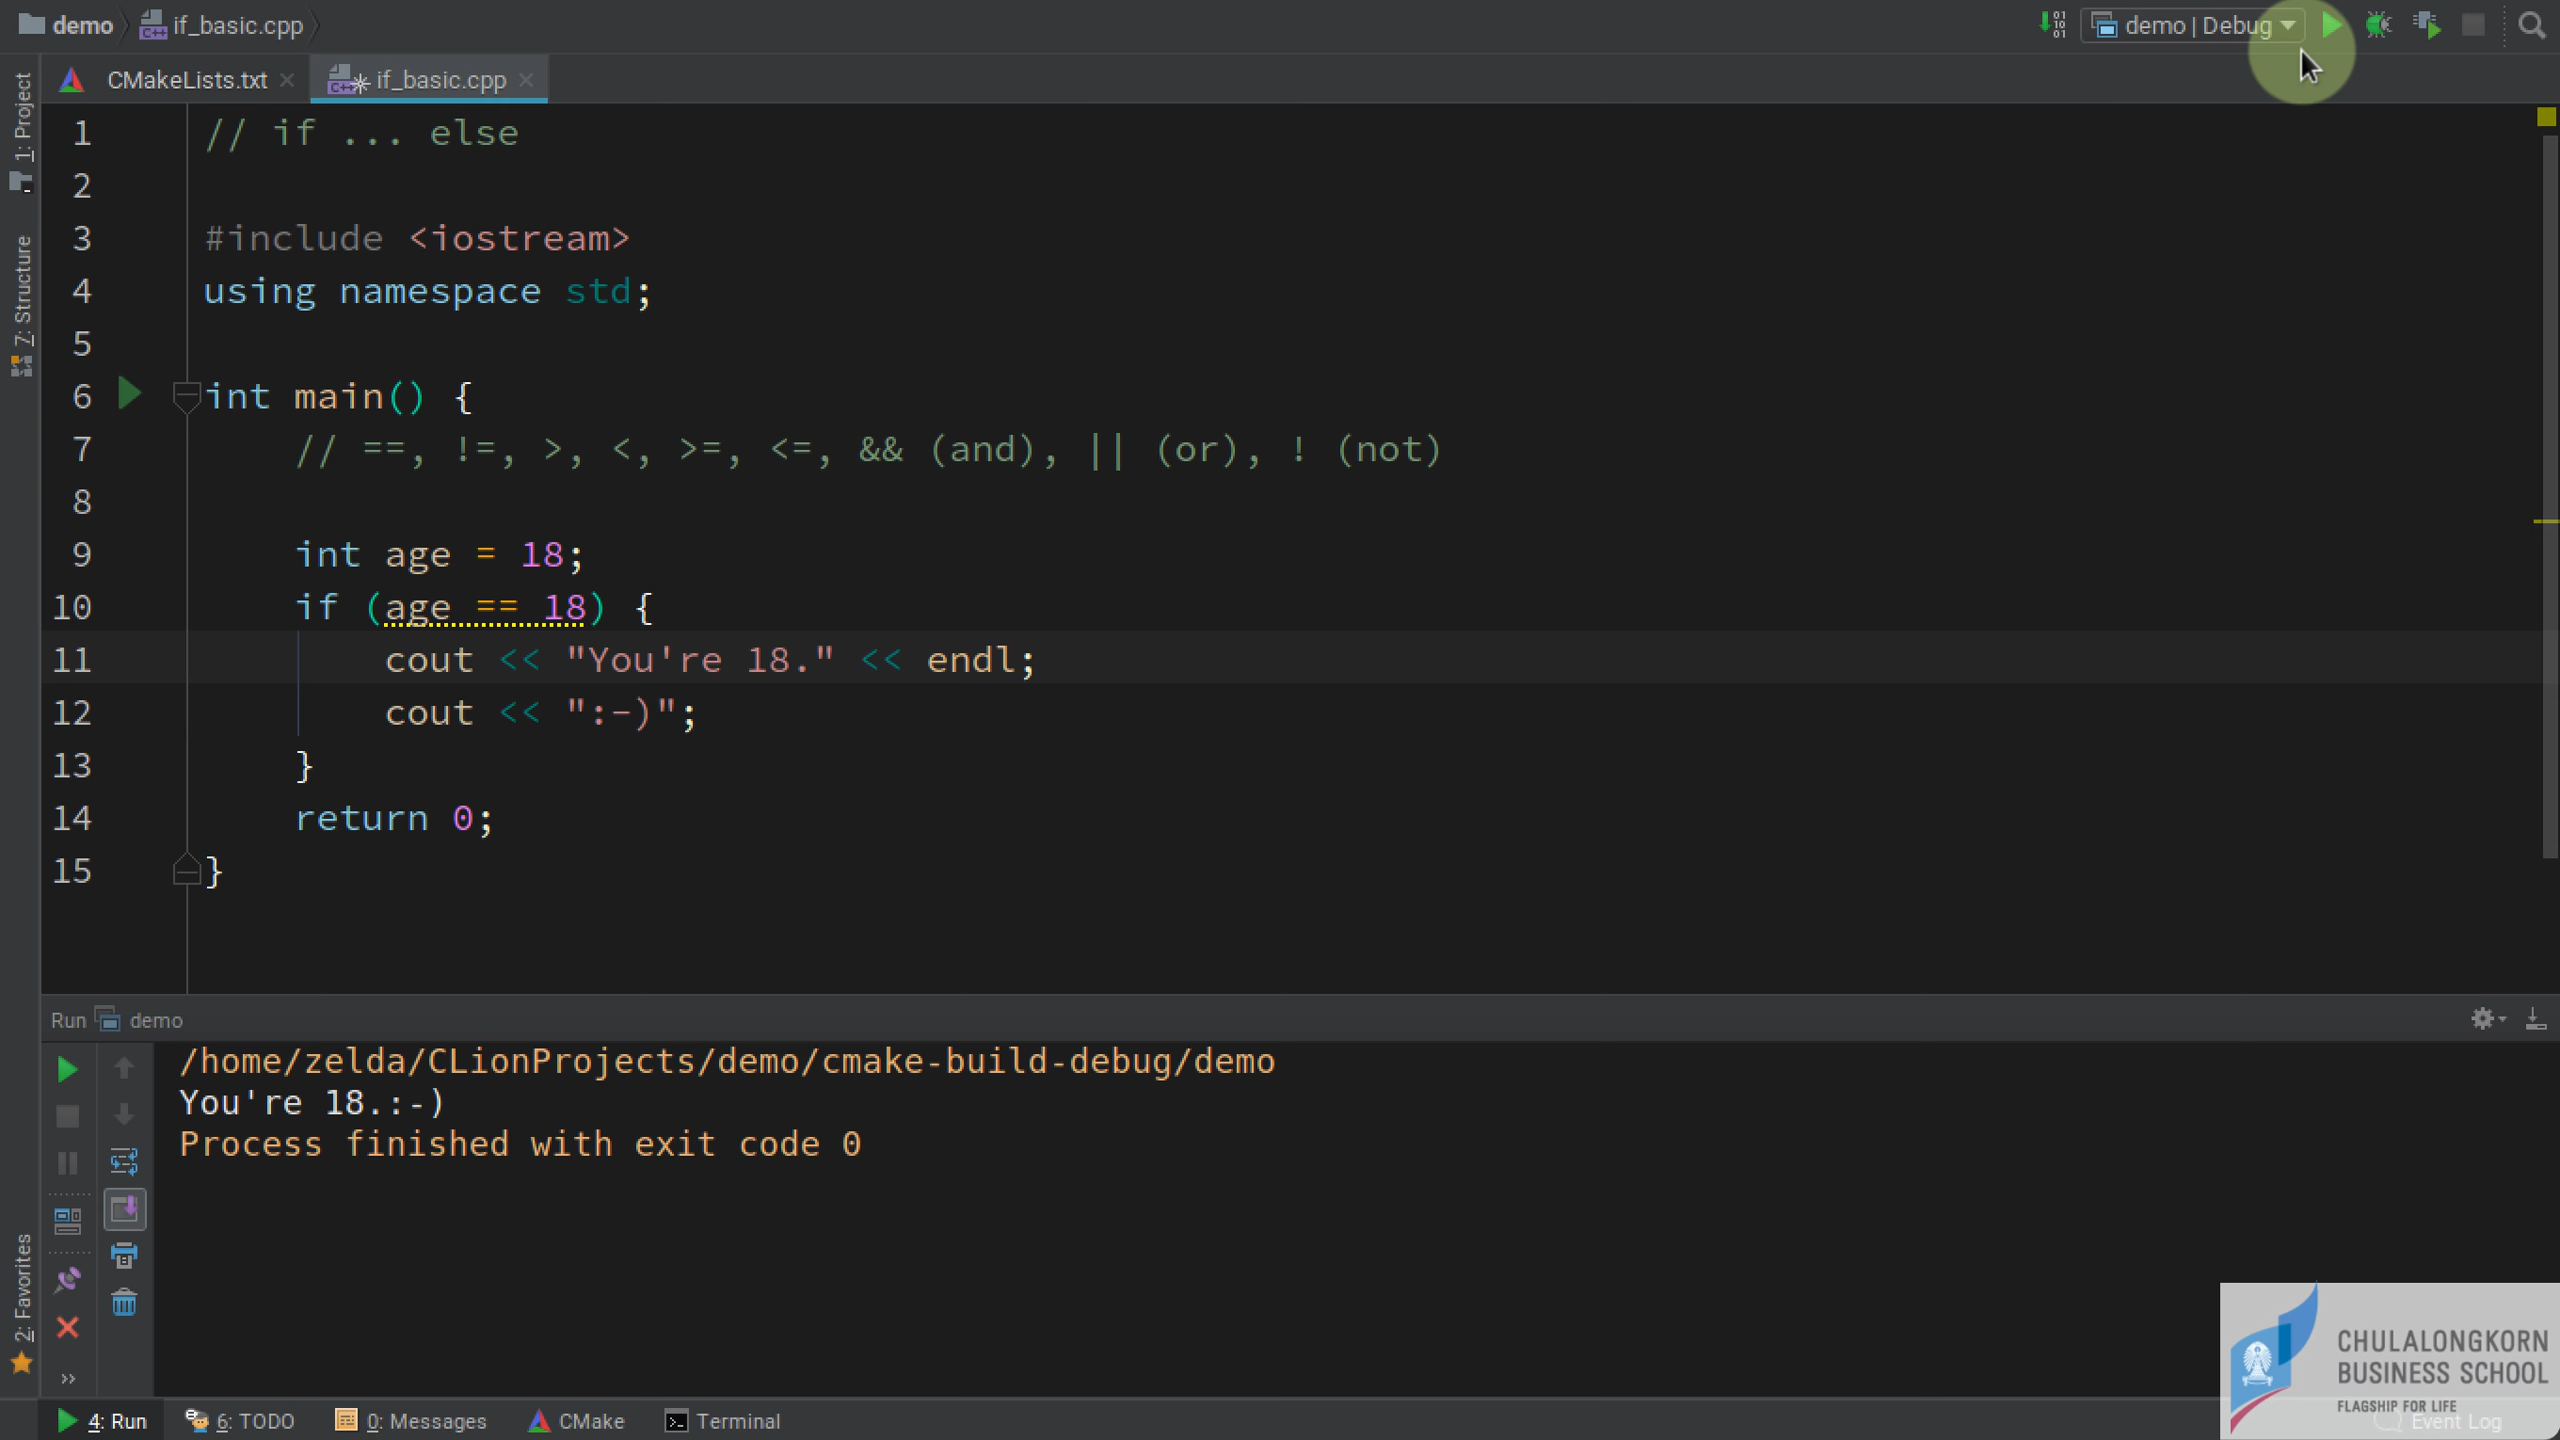 demo if_basic.cpp demo | Debug
CMakeLists.txt if_basic.cpp
1: Project
7: Structure
2: Favorites
1 // if ... else
2
3 #include <iostream>
4 using namespace std;
5
6 int main() {
7 // ==, !=, >, <, >=, <=, && (and), || (or), ! (not)
8
9 int age = 18;
10 if (age == 18) {
11 cout << "You're 18." << endl;
12 cout << ":-)";
13 }
14 return 0;
15 }
Run demo
/home/zelda/CLionProjects/demo/cmake-build-debug/demo
You're 18.:-)
Process finished with exit code 0
CHULALONGKORN
BUSINESS SCHOOL
FLAGSHIP FOR LIFE
4: Run 6: TODO 0: Messages CMake Terminal Event Log